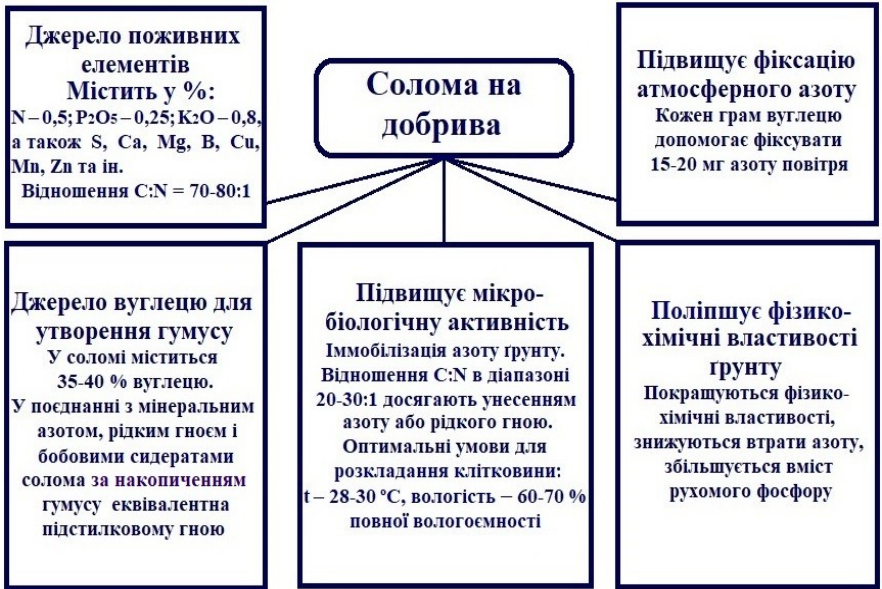 Солома на
добрива
Джерело поживних
елементів
Містить у %:
N – 0,5; P2O5 – 0,25; K2O – 0,8,
а також S, Ca, Mg, B, Cu,
Mn, Zn та ін.
Відношення C:N = 70-80:1
Підвищує фіксацію
атмосферного азоту
Кожен грам вуглецю
допомагає фіксувати
15-20 мг азоту повітря
Джерело вуглецю для
утворення гумусу
У соломі міститься
35-40 % вуглецю.
У поєднанні з мінеральним
азотом, рідким гноєм і
бобовими сидератами
солома за накопиченням
гумусу еквівалентна
підстилковому гною
Підвищує мікро-
біологічну активність
Іммобілізація азоту ґрунту.
Відношення C:N в діапазоні
20-30:1 досягають унесенням
азоту або рідкого гною.
Оптимальні умови для
розкладання клітковини:
t – 28-30 °C, вологість – 60-70 %
повної вологоємності
Поліпшує фізико-
хімічні властивості
ґрунту
Покращуються фізико-
хімічні властивості,
знижуються втрати азоту,
збільшується вміст
рухомого фосфору